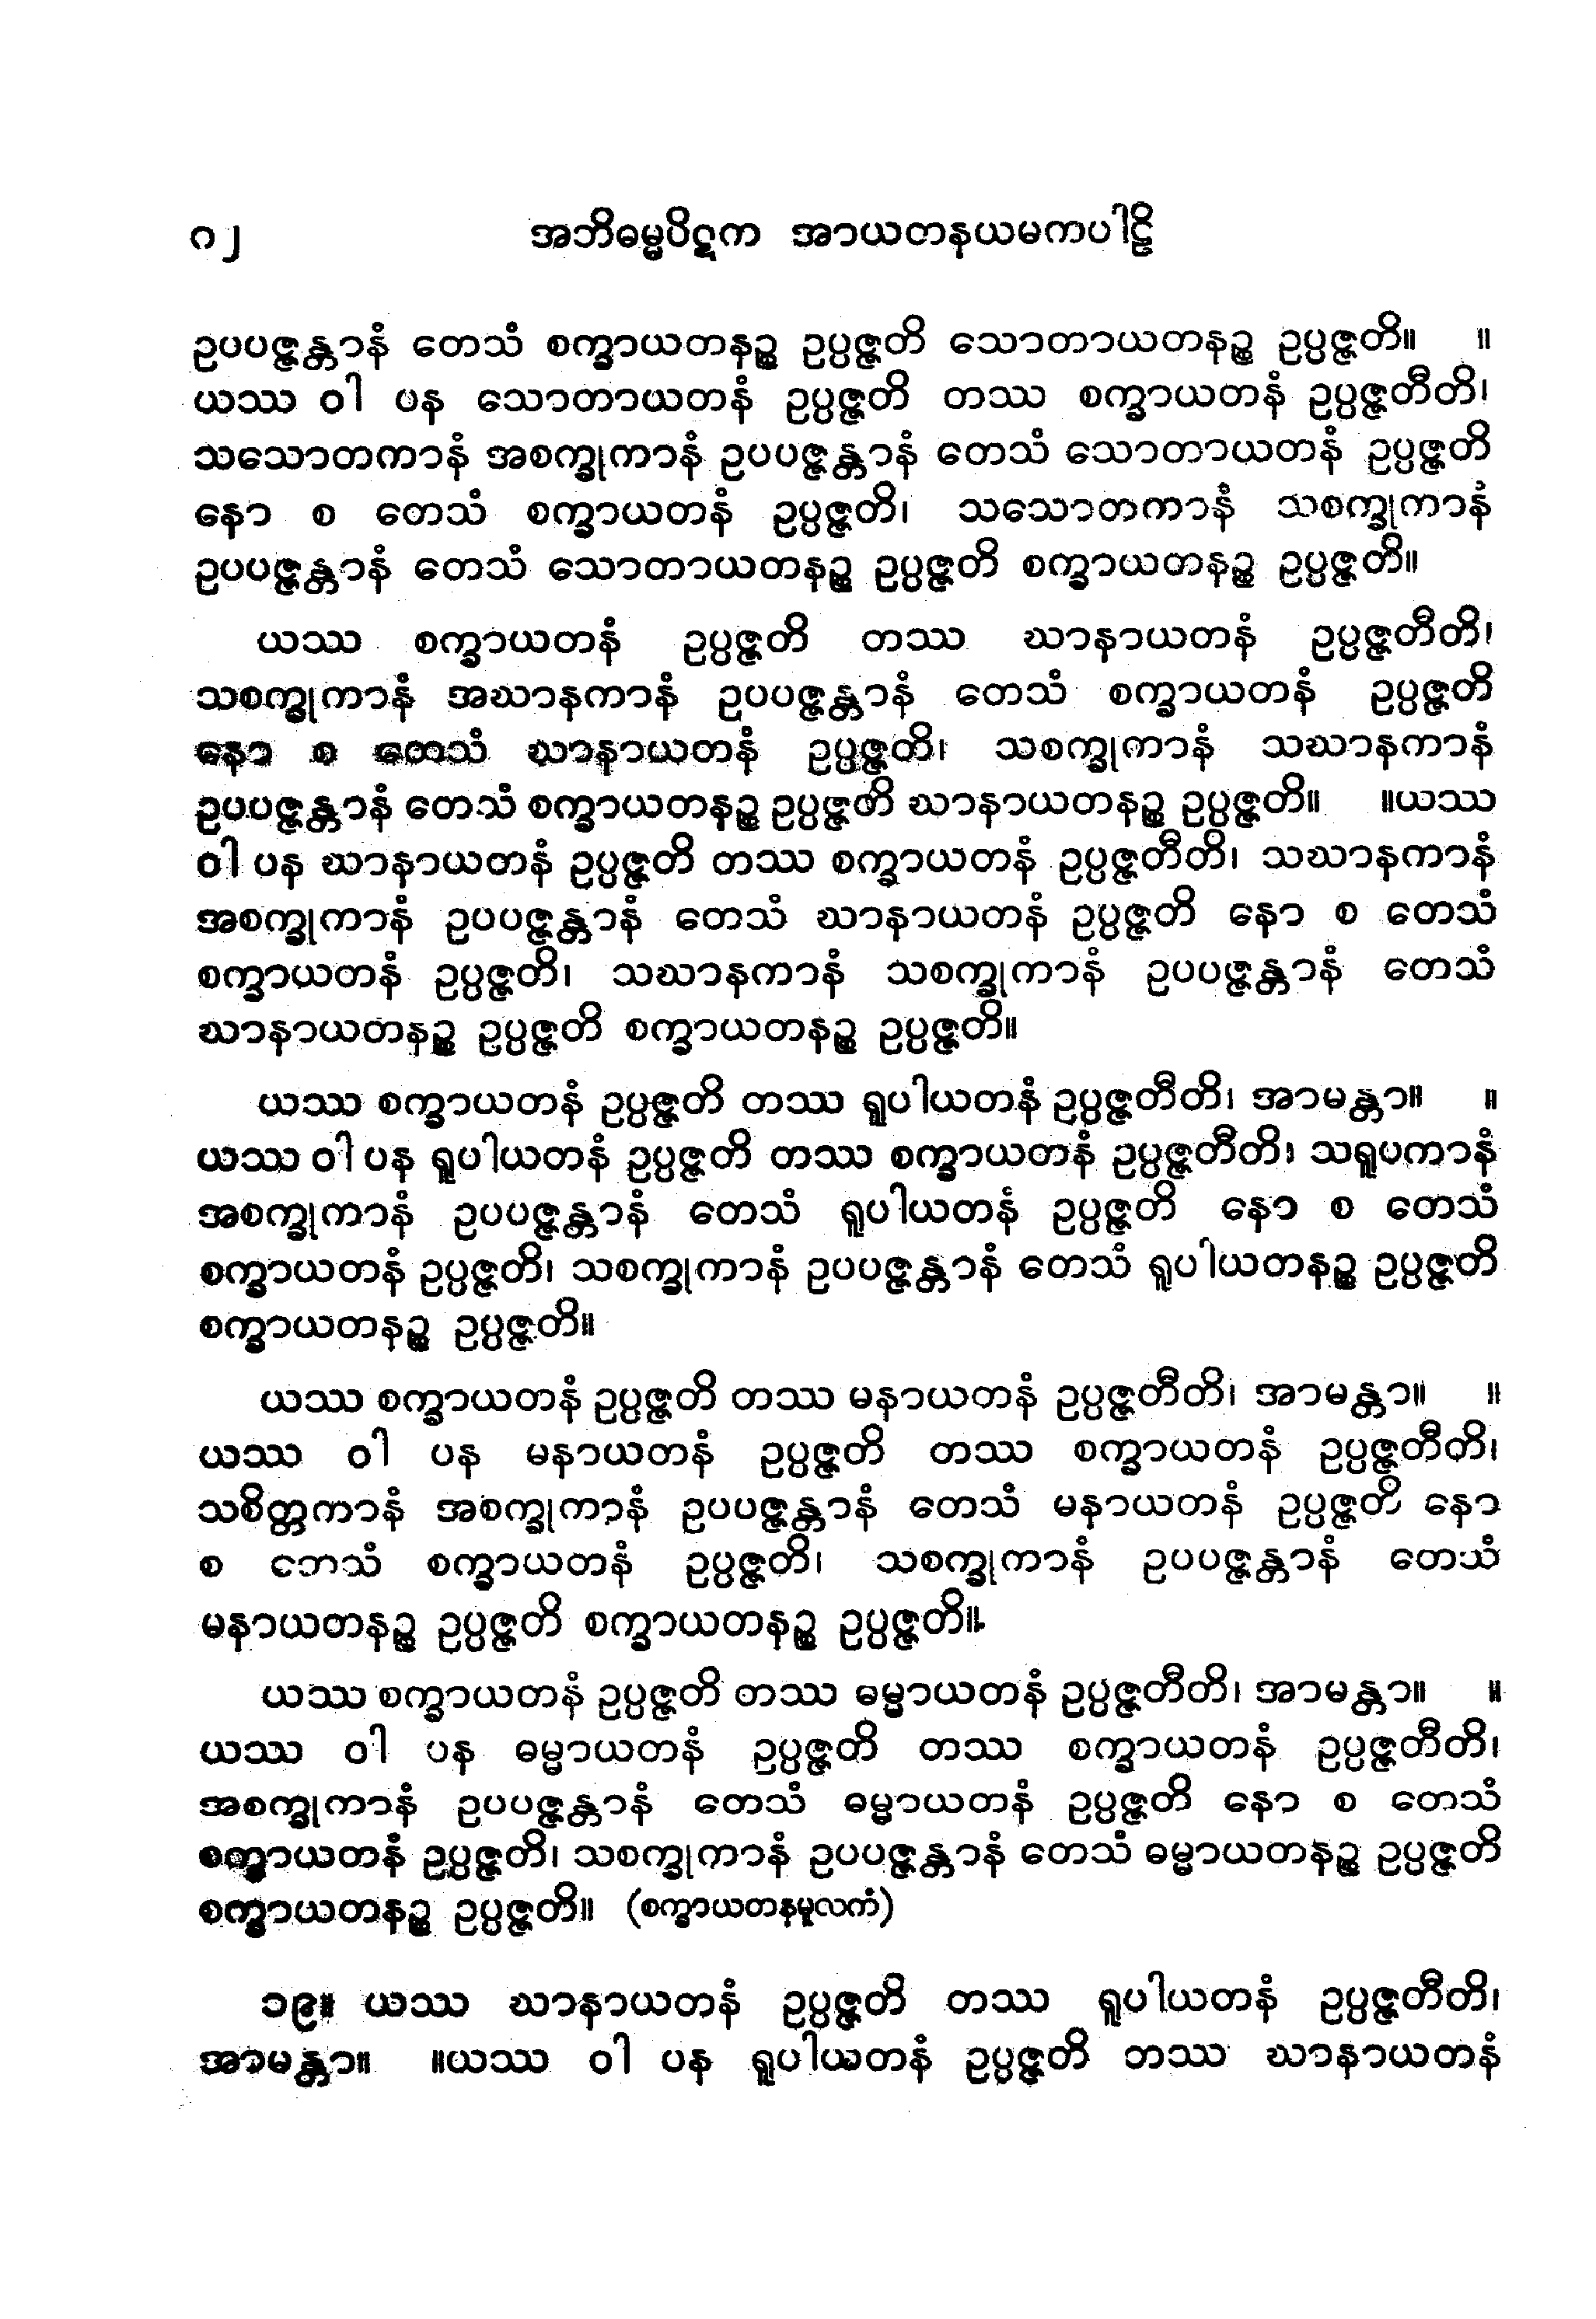 ၈၂ အဘိဓမ္မပိဋက အာယတနယမကပါဠိ
ဥပပဇ္ဇန္တာနံ တေသံ စက္ခာယတနဉ္စ ဥပ္ပဇ္ဇတိ သောတာယတနဉ္စ ဥပ္ပဇ္ဇတိ။ ။
ယဿ ဝါ ပန သောတာယတနံ ဥပ္ပဇ္ဇတိ တဿ စက္ခာယတနံ ဥပ္ပဇ္ဇတီတိ၊
သသောတကာနံ အစက္ခုကာနံ ဥပပဇ္ဇန္တာနံ တေသံ သောတာယတနံ ဥပ္ပဇ္ဇတိ
နော စ တေသံ စက္ခာယတနံ ဥပ္ပဇ္ဇတိ၊ သသောတကာနံ သစက္ခုကာနံ
ဥပပဇ္ဇန္တာနံ တေသံ သောတာယတနဉ္စ ဥပ္ပဇ္ဇတိ စက္ခာယတနဉ္စ ဥပ္ပဇ္ဇတိ။
ယဿ စက္ခာယတနံ ဥပ္ပဇ္ဇတိ တဿ ဃာနာယတနံ ဥပ္ပဇ္ဇတီတိ၊
သစက္ခုကာနံ အဃာနကာနံ ဥပပဇ္ဇန္တာနံ တေသံ စက္ခာယတနံ ဥပ္ပဇ္ဇတိ
နော စ တေသံ ဃာနာယတနံ ဥပ္ပဇ္ဇတိ၊ သစက္ခုကာနံ သဃာနကာနံ
ဥပပဇ္ဇန္တာနံ တေသံ စက္ခာယတနဉ္စ ဥပ္ပဇ္ဇတိ ဃာနာယတနဉ္စ ဥပ္ပဇ္ဇတိ။ ။ယဿ
ဝါ ပန ဃာနာယတနံ ဥပ္ပဇ္ဇတိ တဿ စက္ခာယတနံ ဥပ္ပဇ္ဇတီတိ၊ သဃာနကာနံ
အစက္ခုကာနံ ဥပပဇ္ဇန္တာနံ တေသံ ဃာနာယတနံ ဥပ္ပဇ္ဇတိ နော စ တေသံ
စက္ခာယတနံ ဥပ္ပဇ္ဇတိ၊ သဃာနကာနံ သစက္ခုကာနံ ဥပပဇ္ဇန္တာနံ တေသံ
ဃာနာယတနဉ္စ ဥပ္ပဇ္ဇတိ စက္ခာယတနဉ္စ ဥပ္ပဇ္ဇတိ။
ယဿ စက္ခာယတနံ ဥပ္ပဇ္ဇတိ တဿ ရူပါယတနံ ဥပ္ပဇ္ဇတီတိ၊ အာမန္တာ။ ။
ယဿ ဝါ ပန ရူပါယတနံ ဥပ္ပဇ္ဇတိ တဿ စက္ခာယတနံ ဥပ္ပဇ္ဇတီတိ၊ သရူပကာနံ
အစက္ခုကာနံ ဥပပဇ္ဇန္တာနံ တေသံ ရူပါယတနံ ဥပ္ပဇ္ဇတိ နော စ တေသံ
စက္ခာယတနံ ဥပ္ပဇ္ဇတိ၊ သစက္ခုကာနံ ဥပပဇ္ဇန္တာနံ တေသံ ရူပါယတနဉ္စ ဥပ္ပဇ္ဇတိ
စက္ခာယတနဉ္စ ဥပ္ပဇ္ဇတိ။
ယဿ စက္ခာယတနံ ဥပ္ပဇ္ဇတိ တဿ မနာယတနံ ဥပ္ပဇ္ဇတီတိ၊ အာမန္တာ။ ။
ယဿ ဝါ ပန မနာယတနံ ဥပ္ပဇ္ဇတိ တဿ စက္ခာယတနံ ဥပ္ပဇ္ဇတီတိ၊
သစိတ္တကာနံ အစက္ခုကာနံ ဥပပဇ္ဇန္တာနံ တေသံ မနာယတနံ ဥပ္ပဇ္ဇတိ နော
စ တေသံ စက္ခာယတနံ ဥပ္ပဇ္ဇတိ၊ သစက္ခုကာနံ ဥပပဇ္ဇန္တာနံ တေသံ
မနာယတနဉ္စ ဥပ္ပဇ္ဇတိ စက္ခာယတနဉ္စ ဥပ္ပဇ္ဇတိ။
ယဿ စက္ခာယတနံ ဥပ္ပဇ္ဇတိ တဿ ဓမ္မာယတနံ ဥပ္ပဇ္ဇတီတိ၊ အာမန္တာ။ ။
ယဿ ဝါ ပန ဓမ္မာယတနံ ဥပ္ပဇ္ဇတိ တဿ စက္ခာယတနံ ဥပ္ပဇ္ဇတီတိ၊
အစက္ခုကာနံ ဥပပဇ္ဇန္တာနံ တေသံ ဓမ္မာယတနံ ဥပ္ပဇ္ဇတိ နော စ တေသံ
စက္ခာယတနံ ဥပ္ပဇ္ဇတိ၊ သစက္ခုကာနံ ဥပပဇ္ဇန္တာနံ တေသံ ဓမ္မာယတနဉ္စ ဥပ္ပဇ္ဇတိ
စက္ခာယတနဉ္စ ဥပ္ပဇ္ဇတိ။ (စက္ခာယတနမူလကံ)
၁၉။ ယဿ ဃာနာယတနံ ဥပ္ပဇ္ဇတိ တဿ ရူပါယတနံ ဥပ္ပဇ္ဇတီတိ၊
အာမန္တာ။ ။ယဿ ဝါ ပန ရူပါယတနံ ဥပ္ပဇ္ဇတိ တဿ ဃာနာယတနံ